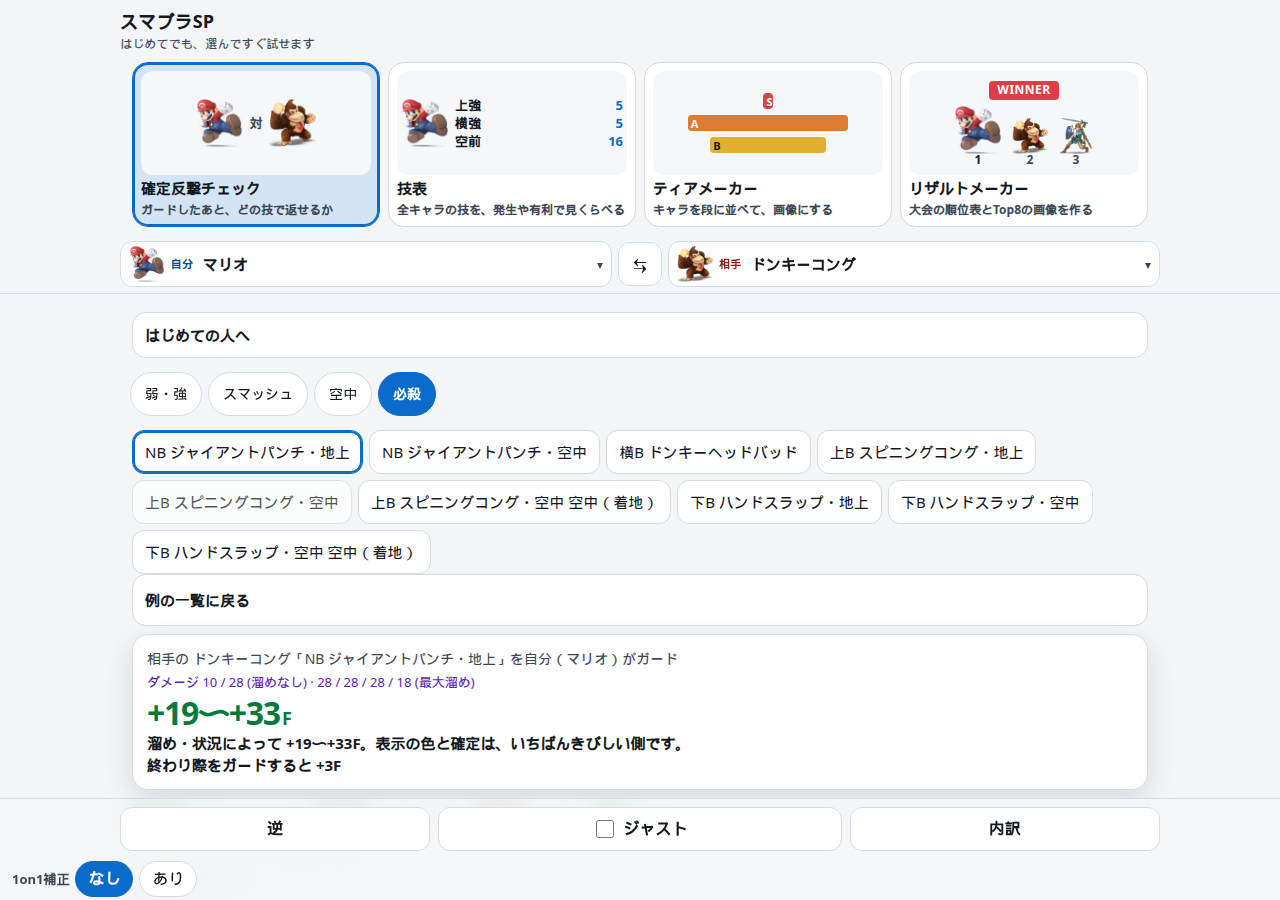 スマブラSP
はじめてでも、選んですぐ試せます
対
確定反撃チェック
ガードしたあと、どの技で返せるか
上強 5
横強 5
空前 16
技表
全キャラの技を、発生や有利で見くらべる
S
A
B
ティアメーカー
キャラを段に並べて、画像にする
WINNER
1 2 3
リザルトメーカー
大会の順位表とTop8の画像を作る
自分 マリオ ▾
⇆
相手 ドンキーコング ▾
はじめての人へ
弱・強 スマッシュ 空中 必殺
NB ジャイアントパンチ・地上 NB ジャイアントパンチ・空中 横B ドンキーヘッドバッド 上B スピニングコング・地上
上B スピニングコング・空中 上B スピニングコング・空中 空中（着地） 下B ハンドスラップ・地上 下B ハンドスラップ・空中
下B ハンドスラップ・空中 空中（着地）
例の一覧に戻る
相手の ドンキーコング「NB ジャイアントパンチ・地上」を自分（マリオ）がガード
ダメージ 10 / 28 (溜めなし) · 28 / 28 / 28 / 18 (最大溜め)
+19〜+33F
溜め・状況によって +19〜+33F。表示の色と確定は、いちばんきびしい側です。
終わり際をガードすると +3F
逆 ジャスト 内訳
1on1補正 なし あり